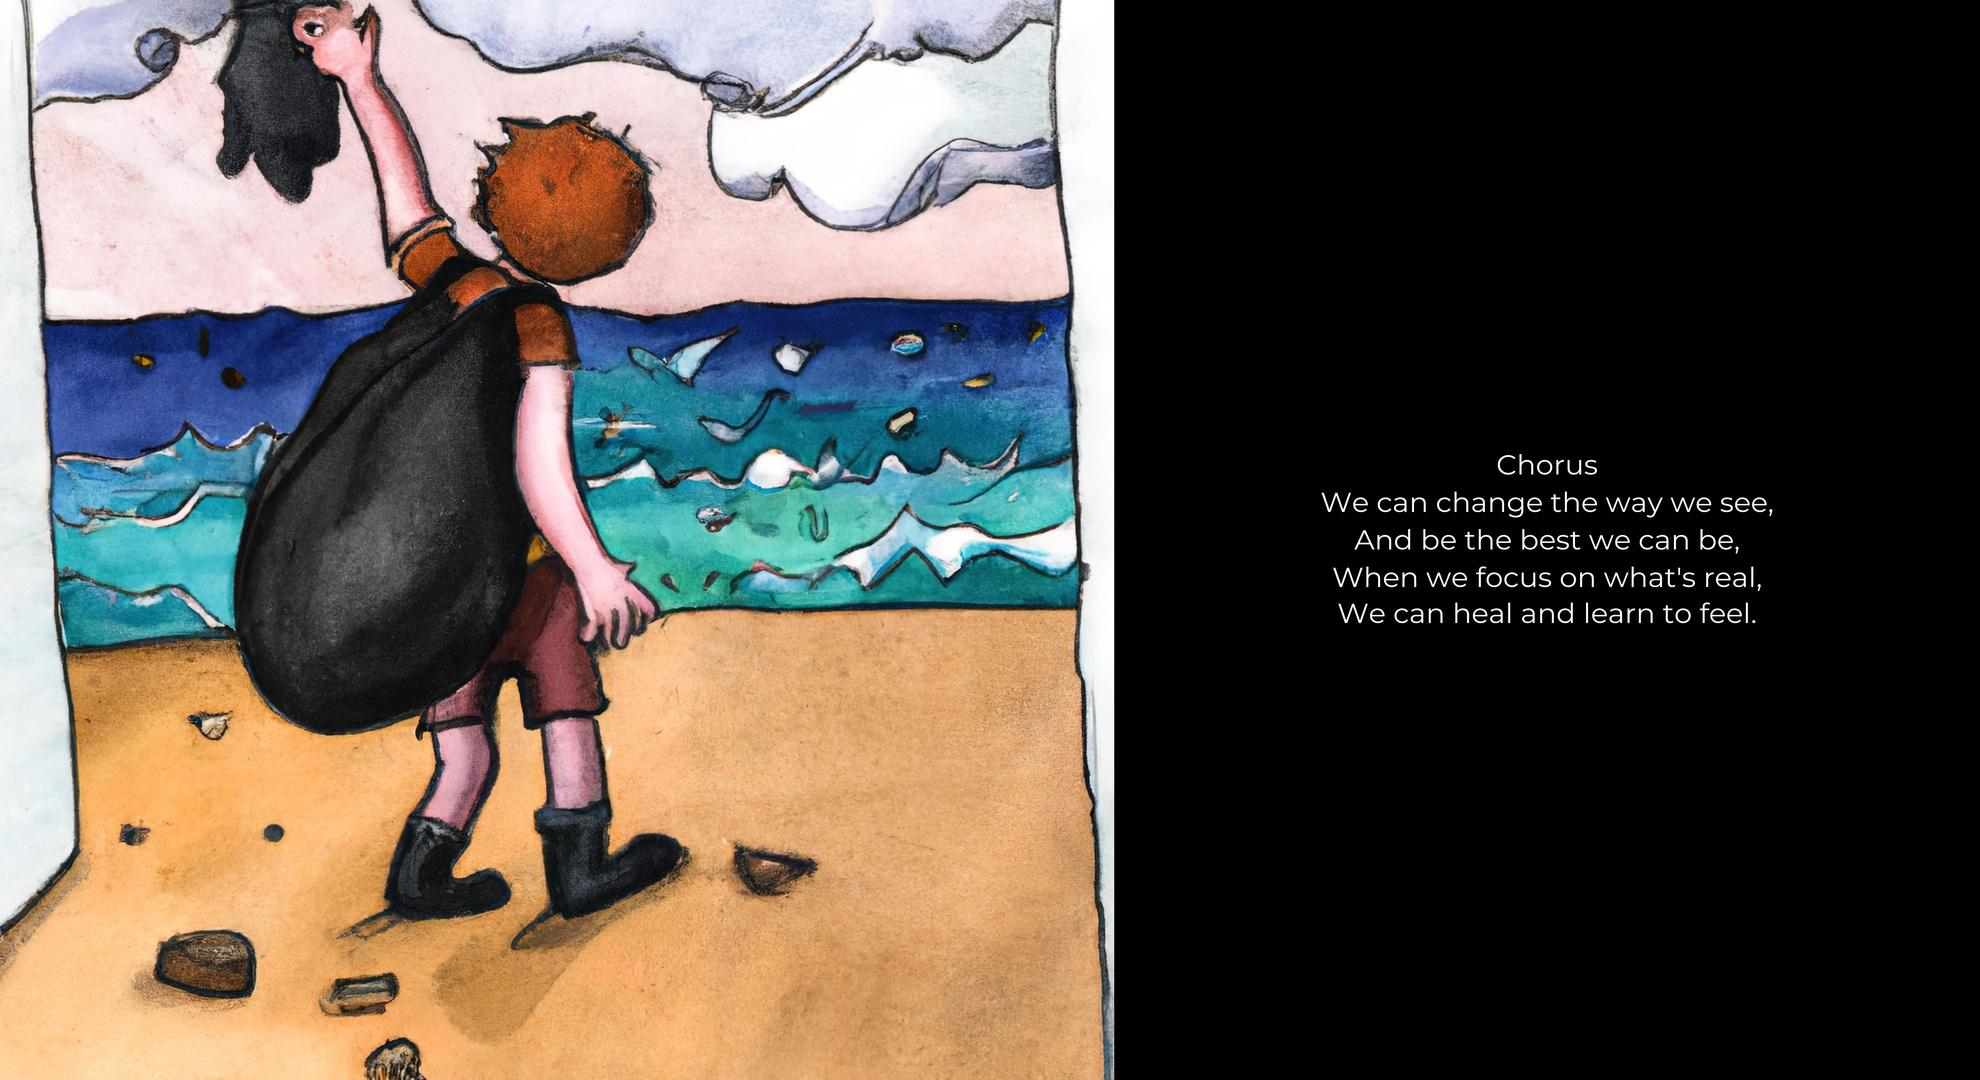 Chorus
We can change the way we see,
And be the best we can be,
When we focus on what's real,
We can heal and learn to feel.